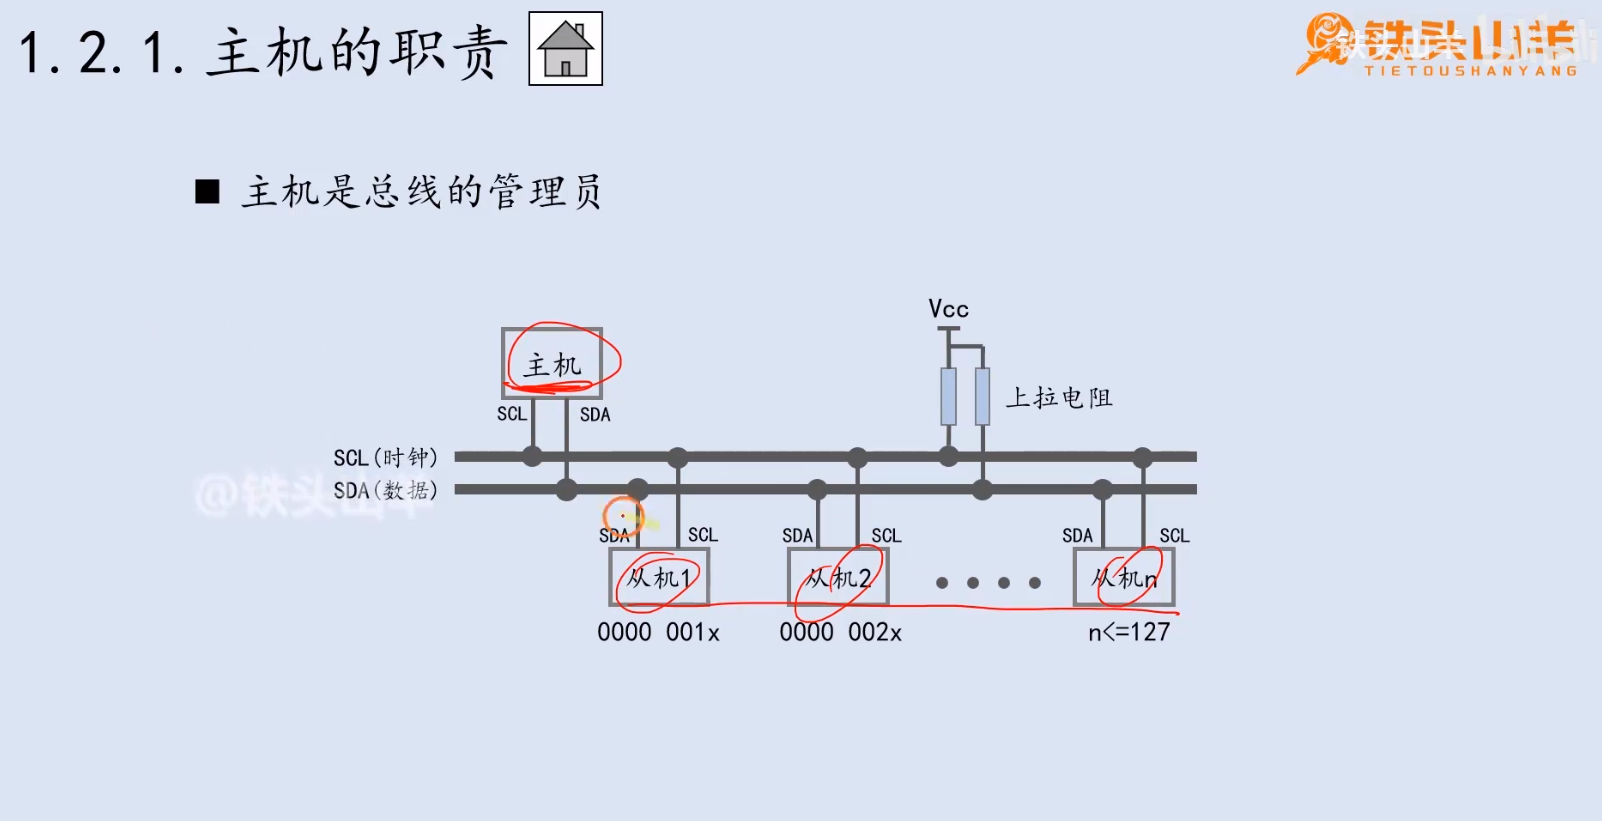 1.2.1.主机的职责
铁头山羊
TIETOUSHANYANG
■ 主机是总线的管理员
Vcc
主机
上拉电阻
SCL SDA
SCL(时钟)
SDA(数据)
@铁头山羊
SDA SCL SDA SCL SDA SCL
从机1 从机2 从机n
0000 001x 0000 002x n<=127